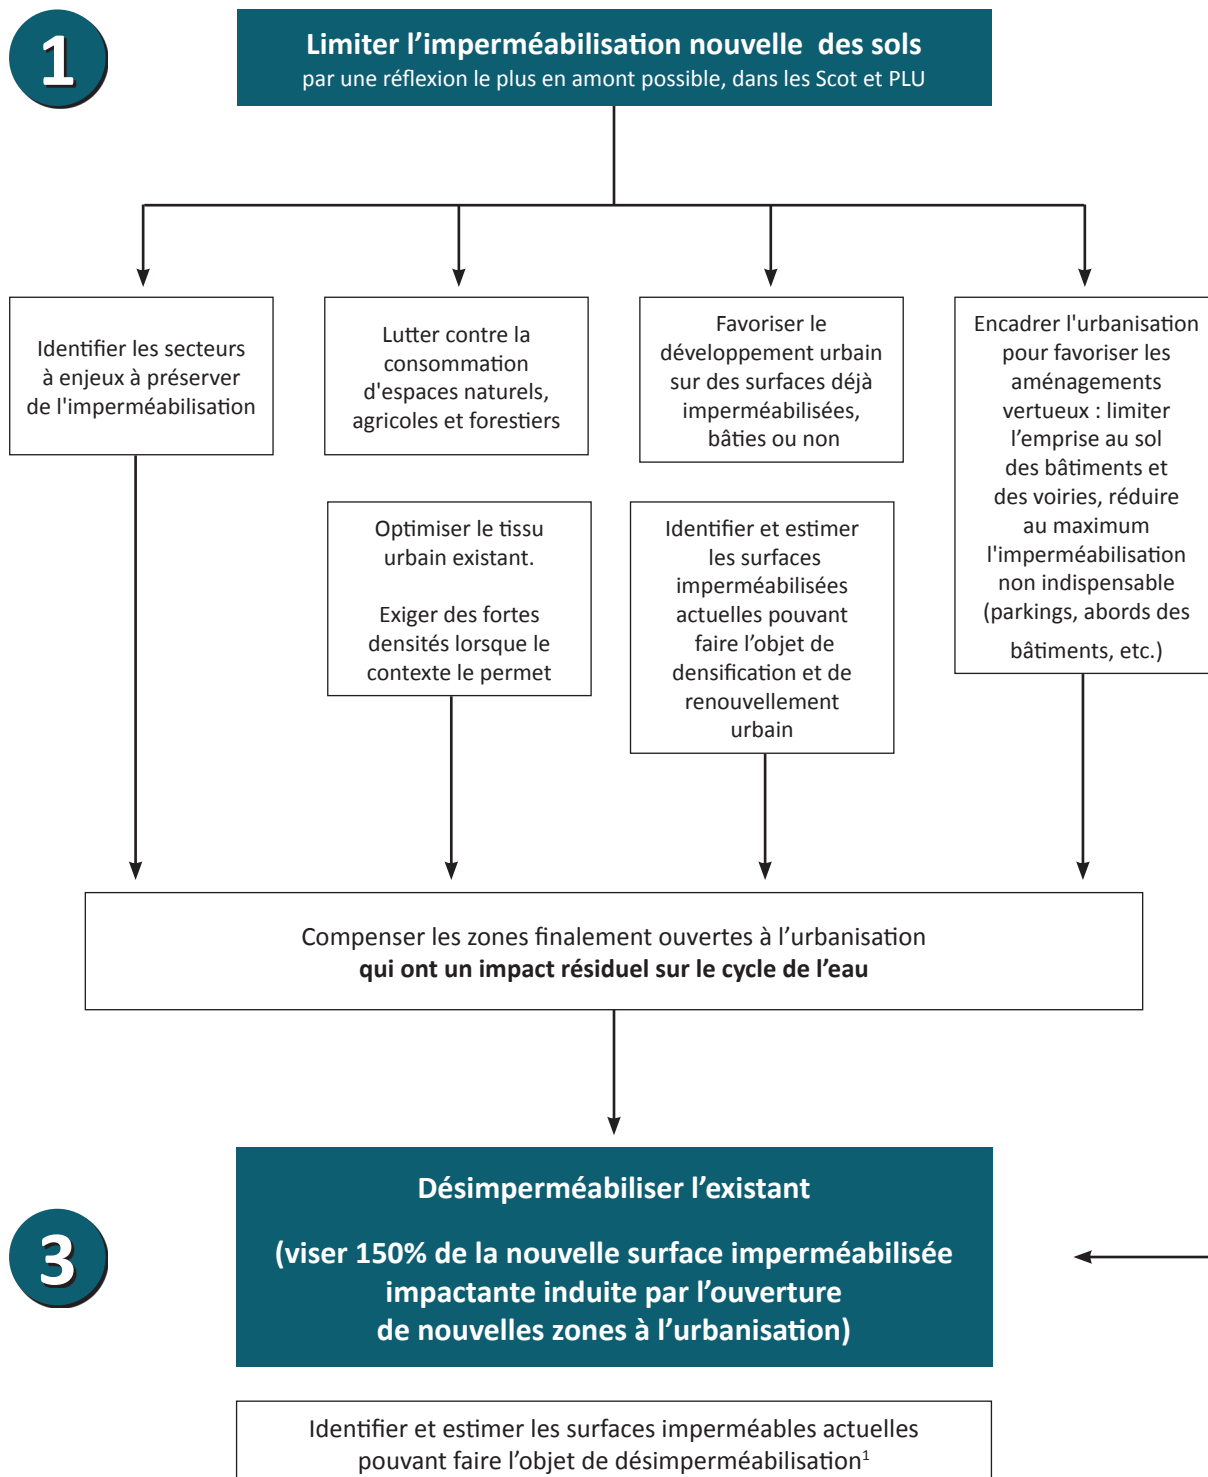 1
Limiter l’imperméabilisation nouvelle des sols
par une réflexion le plus en amont possible, dans les Scot et PLU
Identifier les secteurs
à enjeux à préserver
de l'imperméabilisation
Lutter contre la
consommation
d'espaces naturels,
agricoles et forestiers
Favoriser le
développement urbain
sur des surfaces déjà
imperméabilisées,
bâties ou non
Encadrer l'urbanisation
pour favoriser les
aménagements
vertueux : limiter
l’emprise au sol
des bâtiments et
des voiries, réduire
au maximum
l'imperméabilisation
non indispensable
(parkings, abords des
bâtiments, etc.)
Optimiser le tissu
urbain existant.
Exiger des fortes
densités lorsque le
contexte le permet
Identifier et estimer
les surfaces
imperméabilisées
actuelles pouvant
faire l’objet de
densification et de
renouvellement
urbain
Compenser les zones finalement ouvertes à l’urbanisation
qui ont un impact résiduel sur le cycle de l’eau
3
Désimperméabiliser l’existant
(viser 150% de la nouvelle surface imperméabilisée
impactante induite par l’ouverture
de nouvelles zones à l’urbanisation)
Identifier et estimer les surfaces imperméables actuelles
pouvant faire l’objet de désimperméabilisation¹